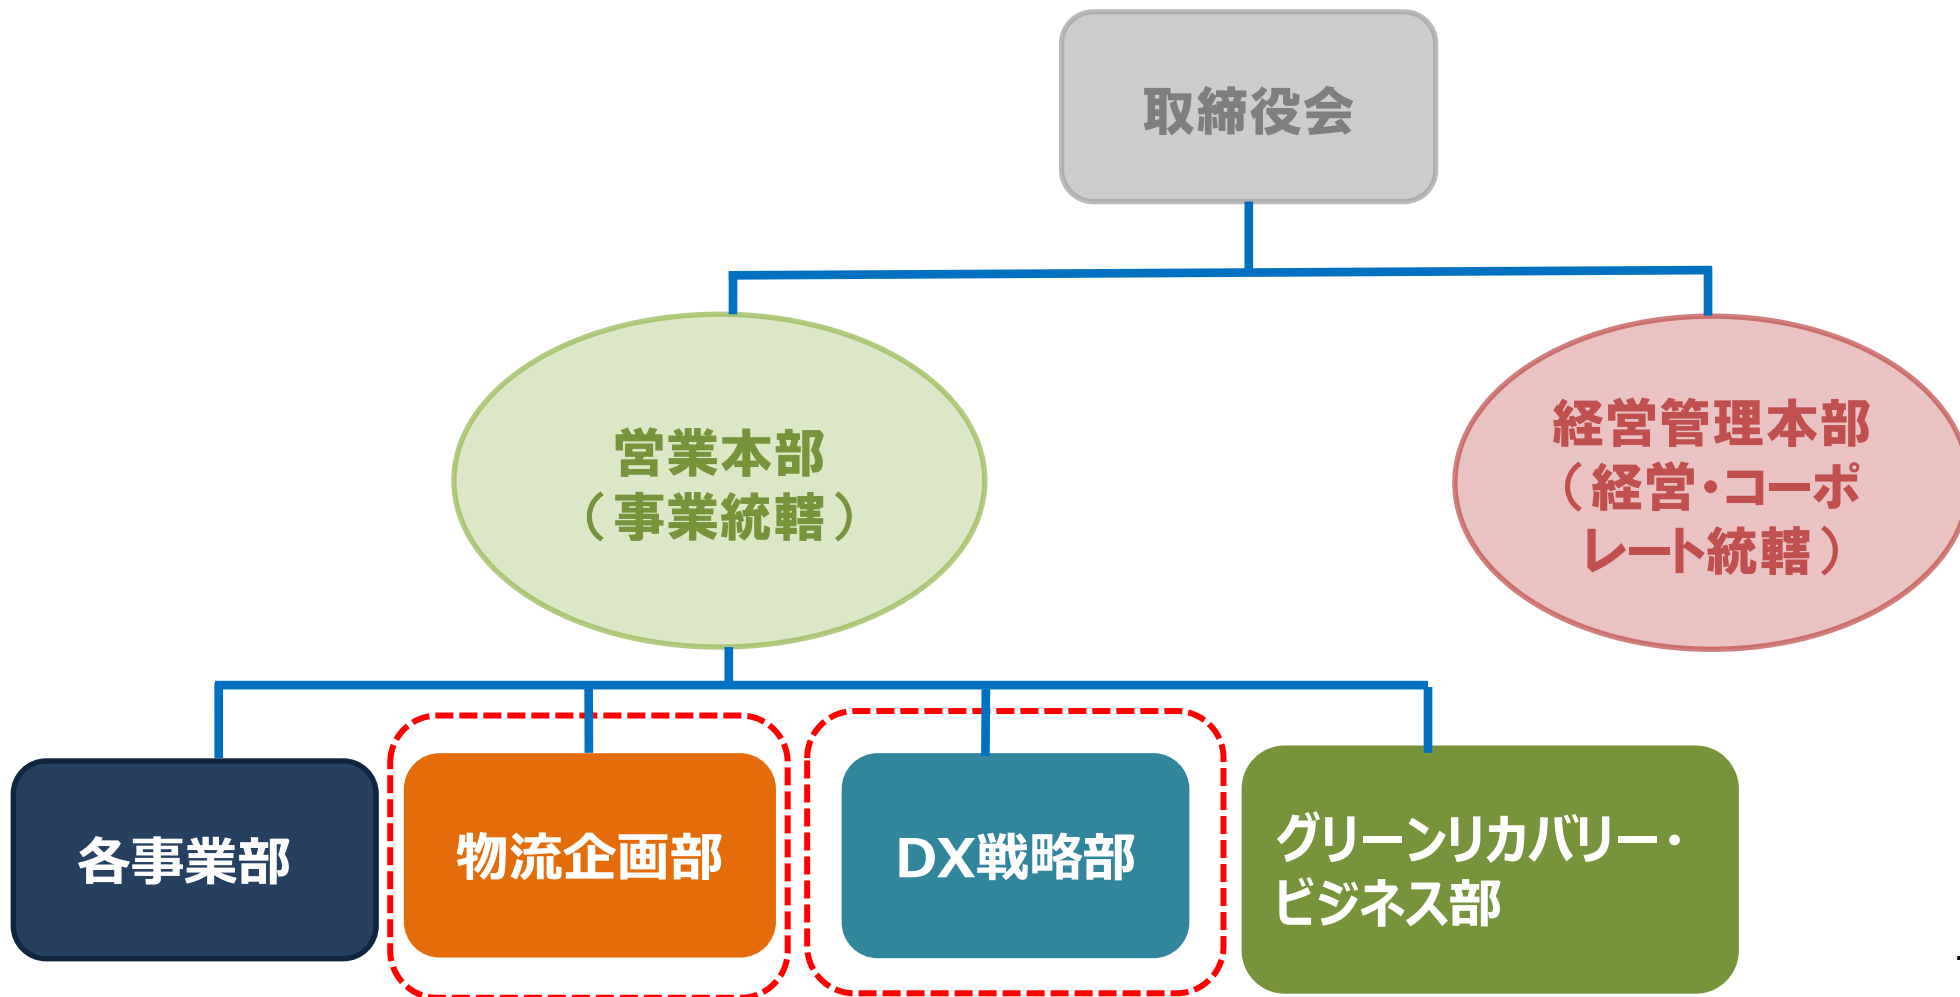 取締役会
営業本部
（事業統轄）
経営管理本部
（経営・コーポ
レート統轄）
各事業部
物流企画部
DX戦略部
グリーンリカバリー・
ビジネス部